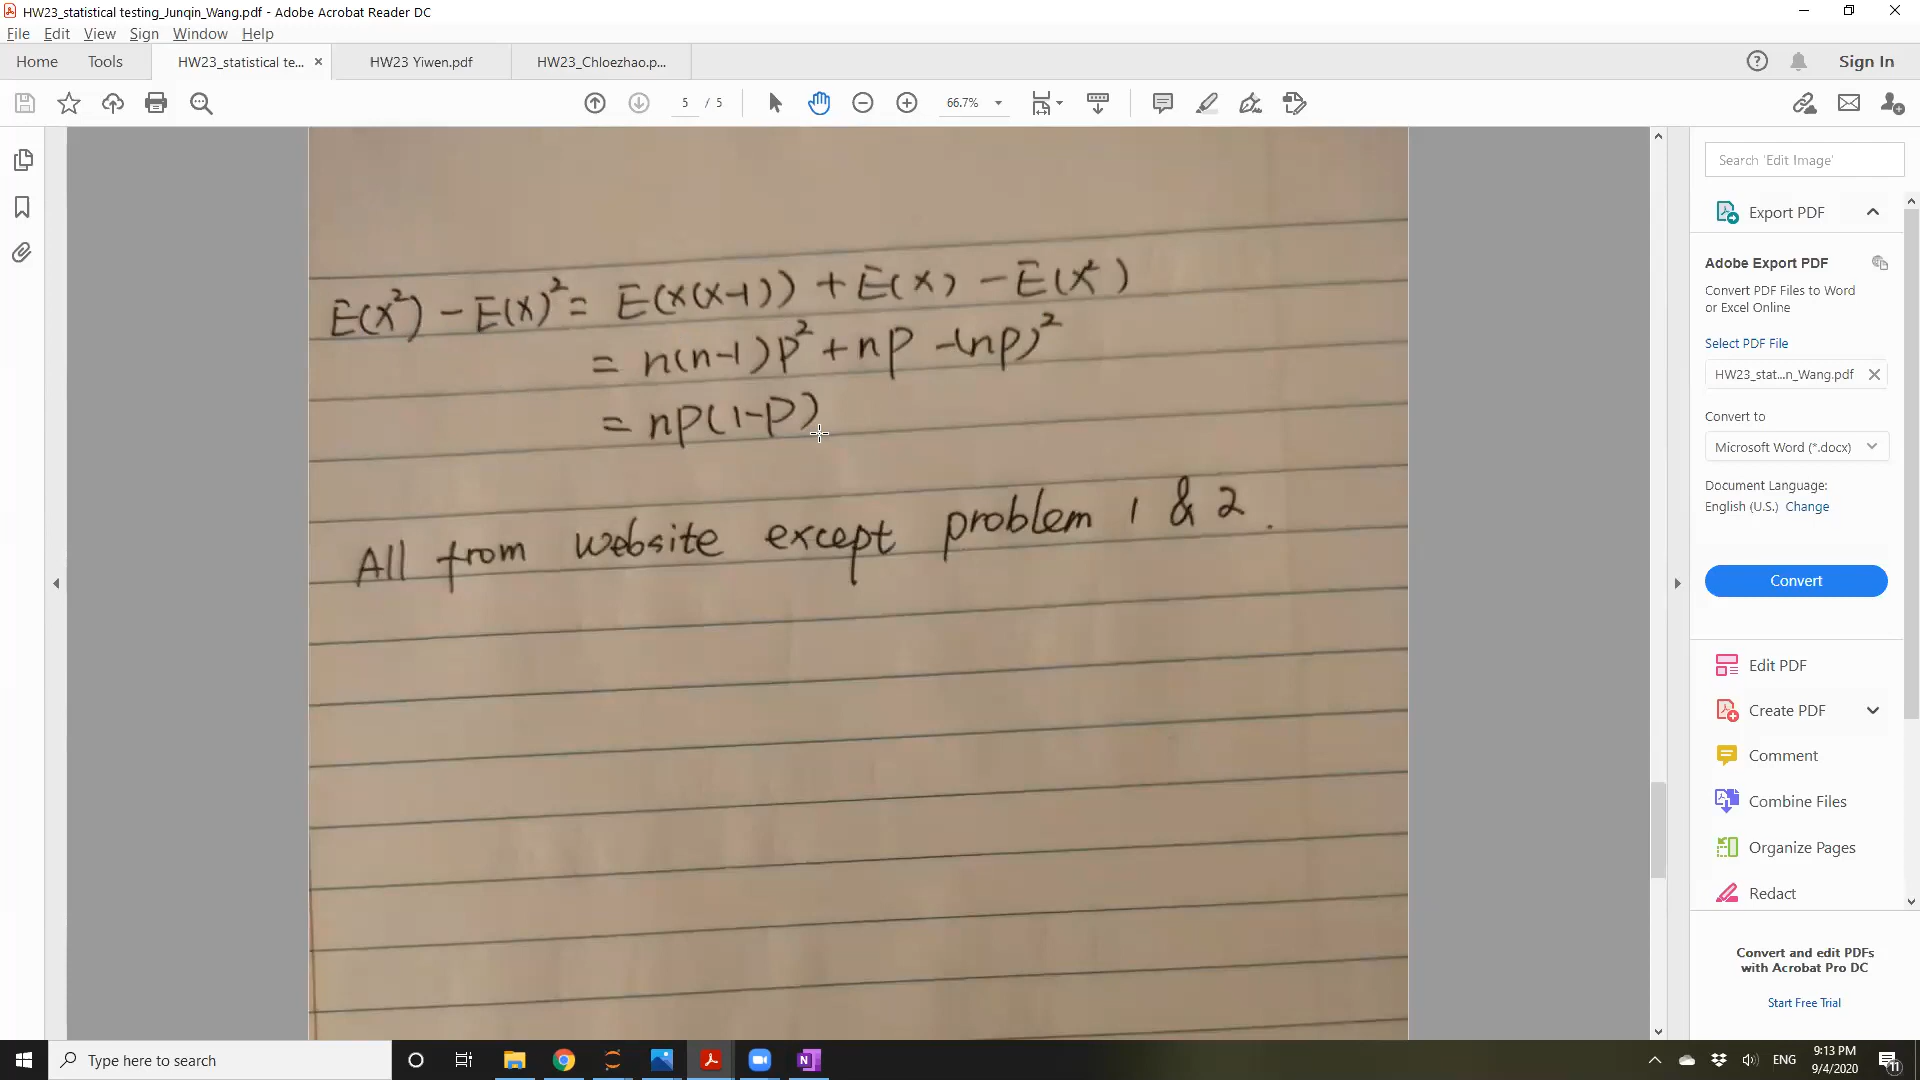 HW23_statistical testing_Junqin_Wang.pdf - Adobe Acrobat Reader DC
File Edit View Sign Window Help
Home Tools HW23_statistical te... × HW23 Yiwen.pdf HW23_Chloezhao.p... Sign In
5 / 5 66.7%
Search 'Edit Image'
Export PDF
Adobe Export PDF
Convert PDF Files to Word
or Excel Online
Select PDF File
HW23_stat...n_Wang.pdf
Convert to
Microsoft Word (*.docx)
Document Language:
English (U.S.) Change
Convert
Edit PDF
Create PDF
Comment
Combine Files
Organize Pages
Redact
Convert and edit PDFs
with Acrobat Pro DC
Start Free Trial
E(x²) - E(x)² = E(x(x-1)) + E(x) - E(x²)
= n(n-1)p² + np - (np)²
= np(1-p)
All from website except problem 1 & 2.
Type here to search
ENG 9:13 PM
9/4/2020
11